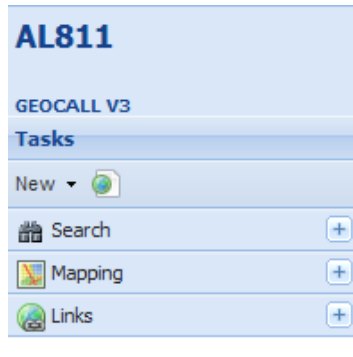 AL811
GEOCALL V3
Tasks
New
Search
Mapping
Links